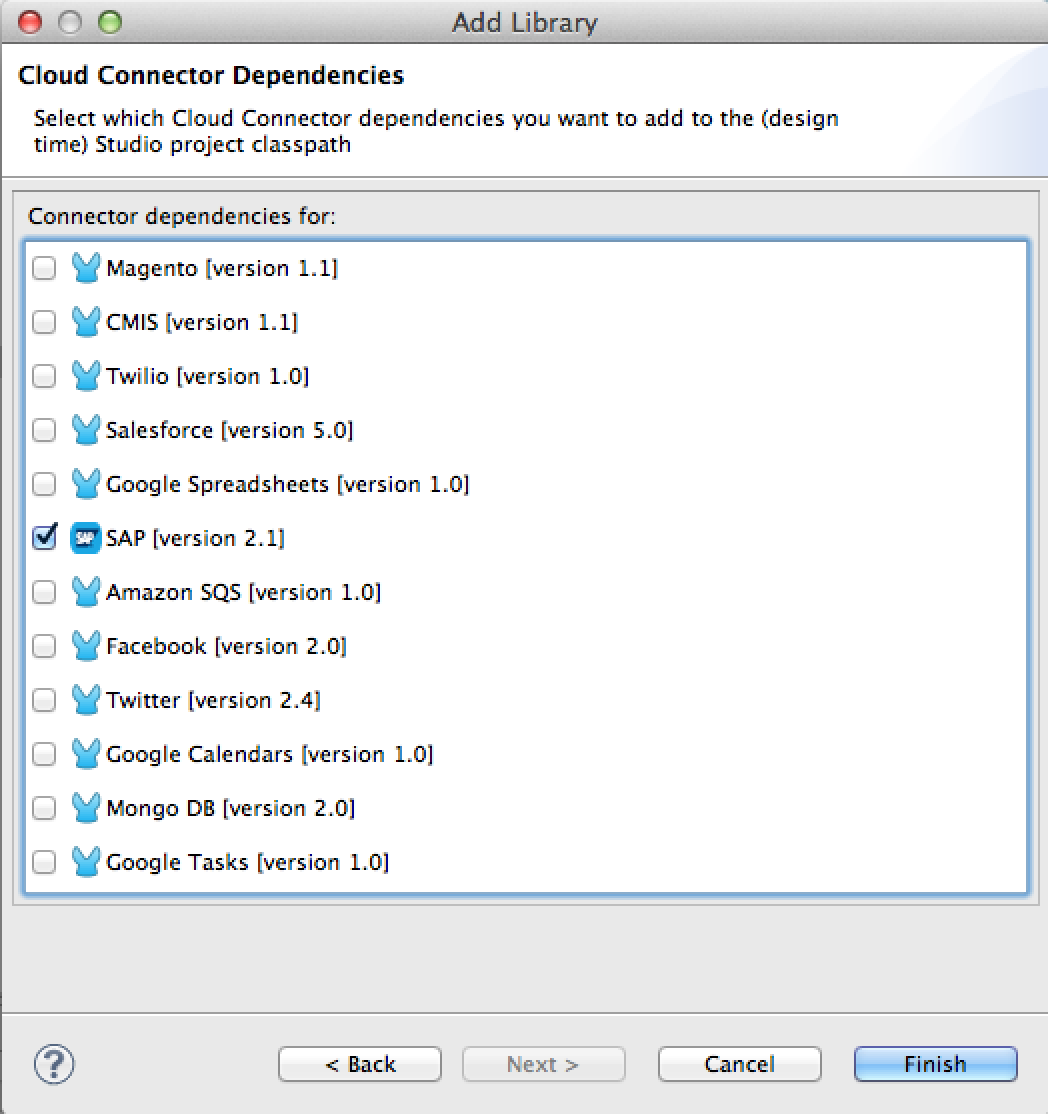 Add Library
Cloud Connector Dependencies
Select which Cloud Connector dependencies you want to add to the (design
time) Studio project classpath
Connector dependencies for:
Magento [version 1.1]
CMIS [version 1.1]
Twilio [version 1.0]
Salesforce [version 5.0]
Google Spreadsheets [version 1.0]
SAP SAP [version 2.1]
Amazon SQS [version 1.0]
Facebook [version 2.0]
Twitter [version 2.4]
Google Calendars [version 1.0]
Mongo DB [version 2.0]
Google Tasks [version 1.0]
? < Back Next > Cancel Finish